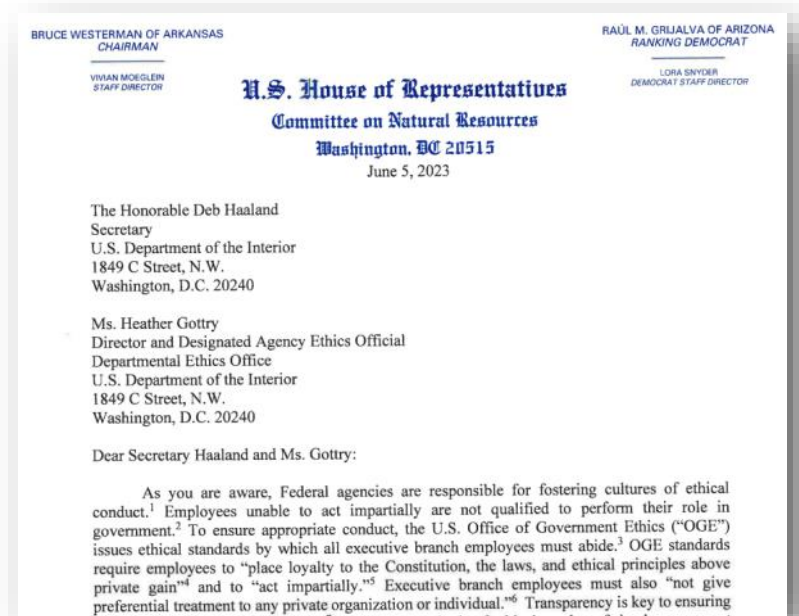 BRUCE WESTERMAN OF ARKANSAS
CHAIRMAN
VIVIAN MOEGLEIN
STAFF DIRECTOR
RAÚL M. GRIJALVA OF ARIZONA
RANKING DEMOCRAT
LORA SNYDER
DEMOCRAT STAFF DIRECTOR
U.S. House of Representatives
Committee on Natural Resources
Washington, DC 20515
June 5, 2023
The Honorable Deb Haaland
Secretary
U.S. Department of the Interior
1849 C Street, N.W.
Washington, D.C. 20240
Ms. Heather Gottry
Director and Designated Agency Ethics Official
Departmental Ethics Office
U.S. Department of the Interior
1849 C Street, N.W.
Washington, D.C. 20240
Dear Secretary Haaland and Ms. Gottry:
As you are aware, Federal agencies are responsible for fostering cultures of ethical
conduct.¹ Employees unable to act impartially are not qualified to perform their role in
government.² To ensure appropriate conduct, the U.S. Office of Government Ethics (“OGE”)
issues ethical standards by which all executive branch employees must abide.³ OGE standards
require employees to “place loyalty to the Constitution, the laws, and ethical principles above
private gain”⁴ and to “act impartially.”⁵ Executive branch employees must also “not give
preferential treatment to any private organization or individual.”⁶ Transparency is key to ensuring